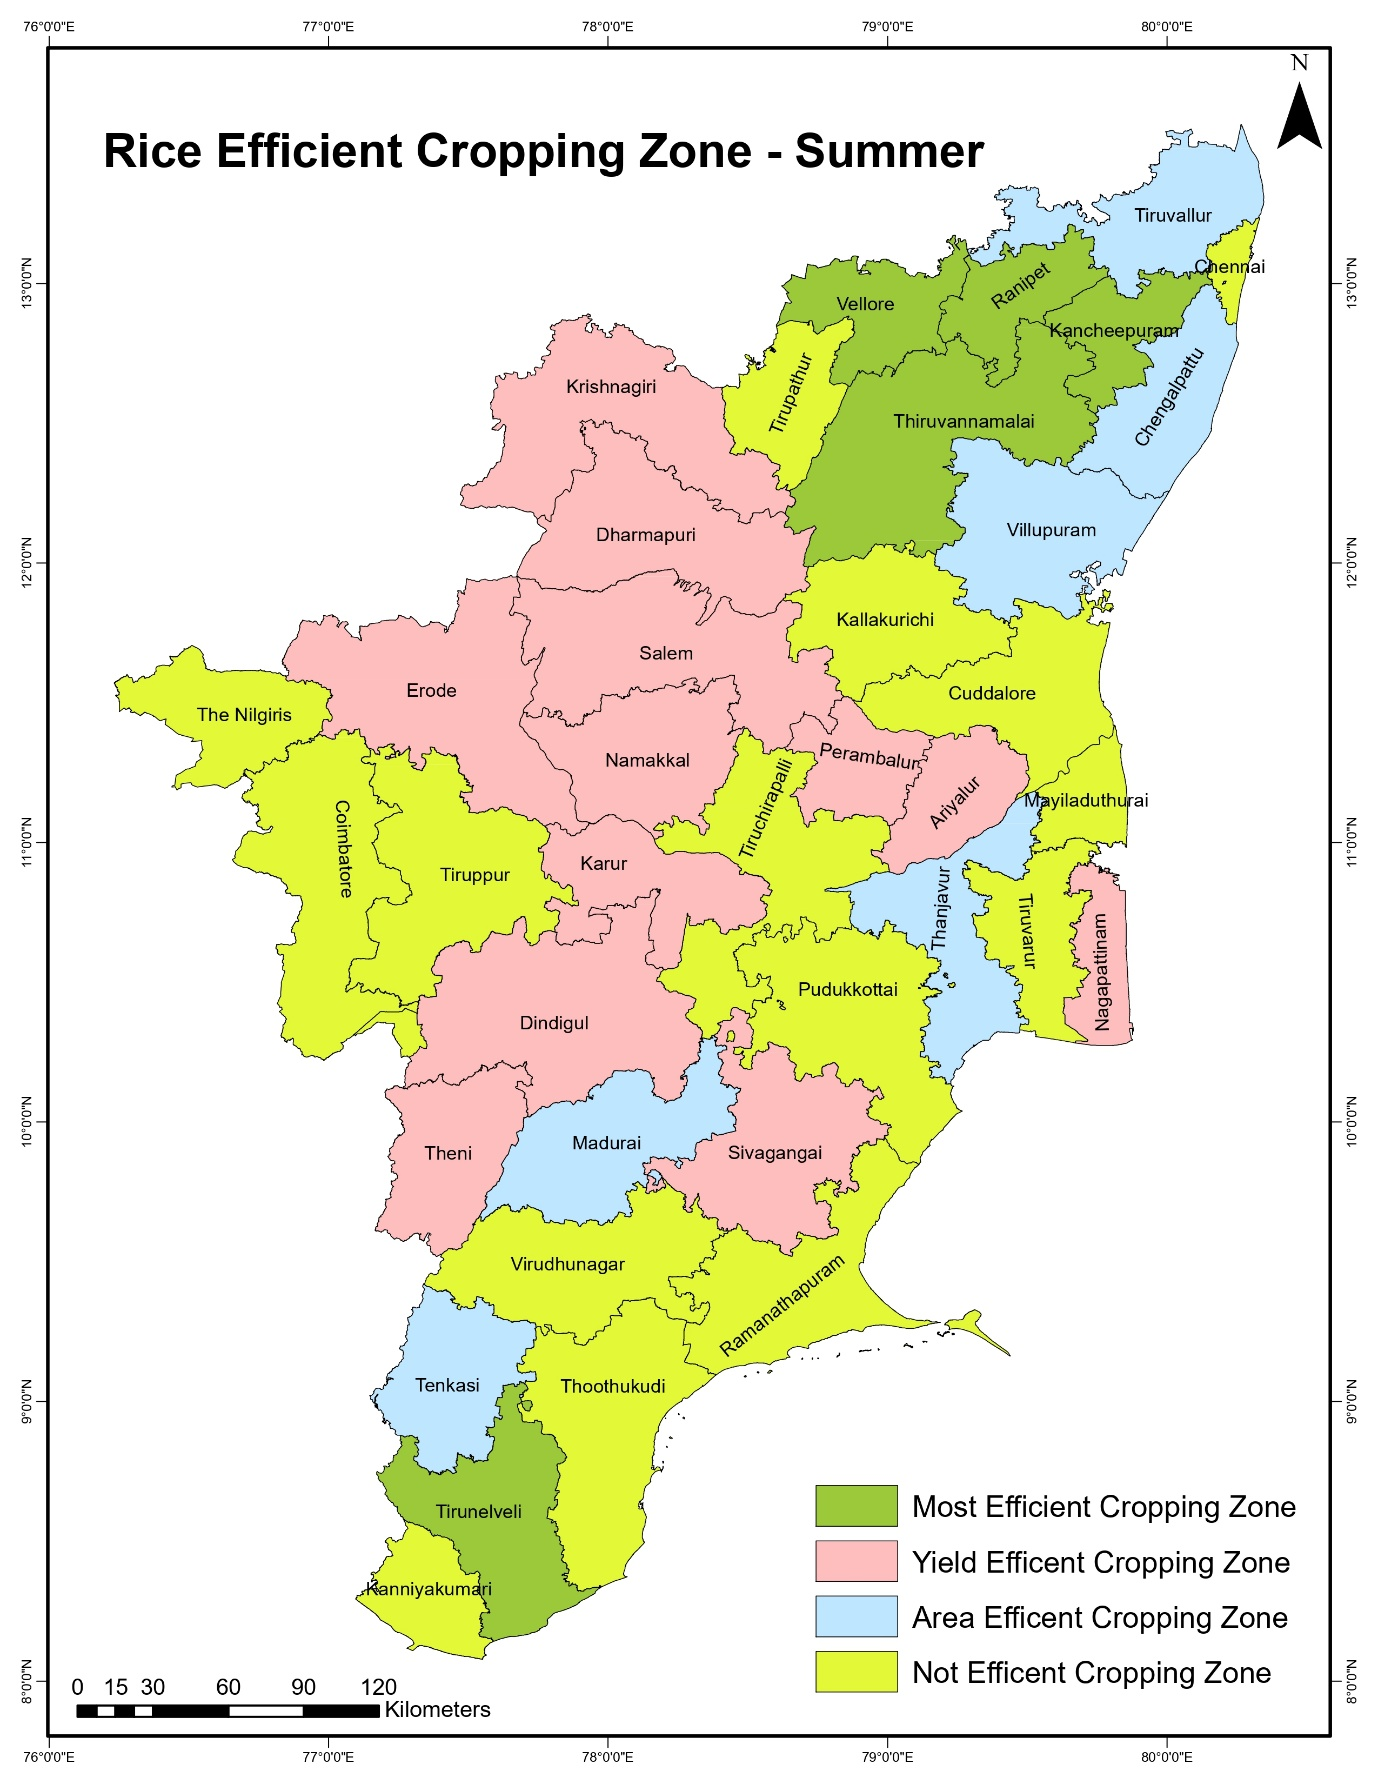 76°0'0"E 77°0'0"E 78°0'0"E 79°0'0"E 80°0'0"E
N
Rice Efficient Cropping Zone - Summer
Tiruvallur
Chennai
13°0'0"N
13°0'0"N
Ranipet
Vellore
Kancheepuram
Chengalpattu
Krishnagiri
Tirupathur
Thiruvannamalai
Villupuram
Dharmapuri
12°0'0"N
12°0'0"N
Kallakurichi
Salem
Erode
Cuddalore
The Nilgiris
Namakkal
Perambalur
Ariyalur
Mayiladuthurai
Tiruchirapalli
11°0'0"N
11°0'0"N
Coimbatore
Karur
Tiruppur
Thanjavur
Tiruvarur
Nagapattinam
Pudukkottai
Dindigul
10°0'0"N
10°0'0"N
Madurai
Theni
Sivagangai
Virudhunagar
Ramanathapuram
Tenkasi
Thoothukudi
9°0'0"N
9°0'0"N
Tirunelveli
Kanniyakumari
Most Efficient Cropping Zone
Yield Efficent Cropping Zone
Area Efficent Cropping Zone
Not Efficent Cropping Zone
8°0'0"N
8°0'0"N
0 15 30 60 90 120
Kilometers
76°0'0"E 77°0'0"E 78°0'0"E 79°0'0"E 80°0'0"E